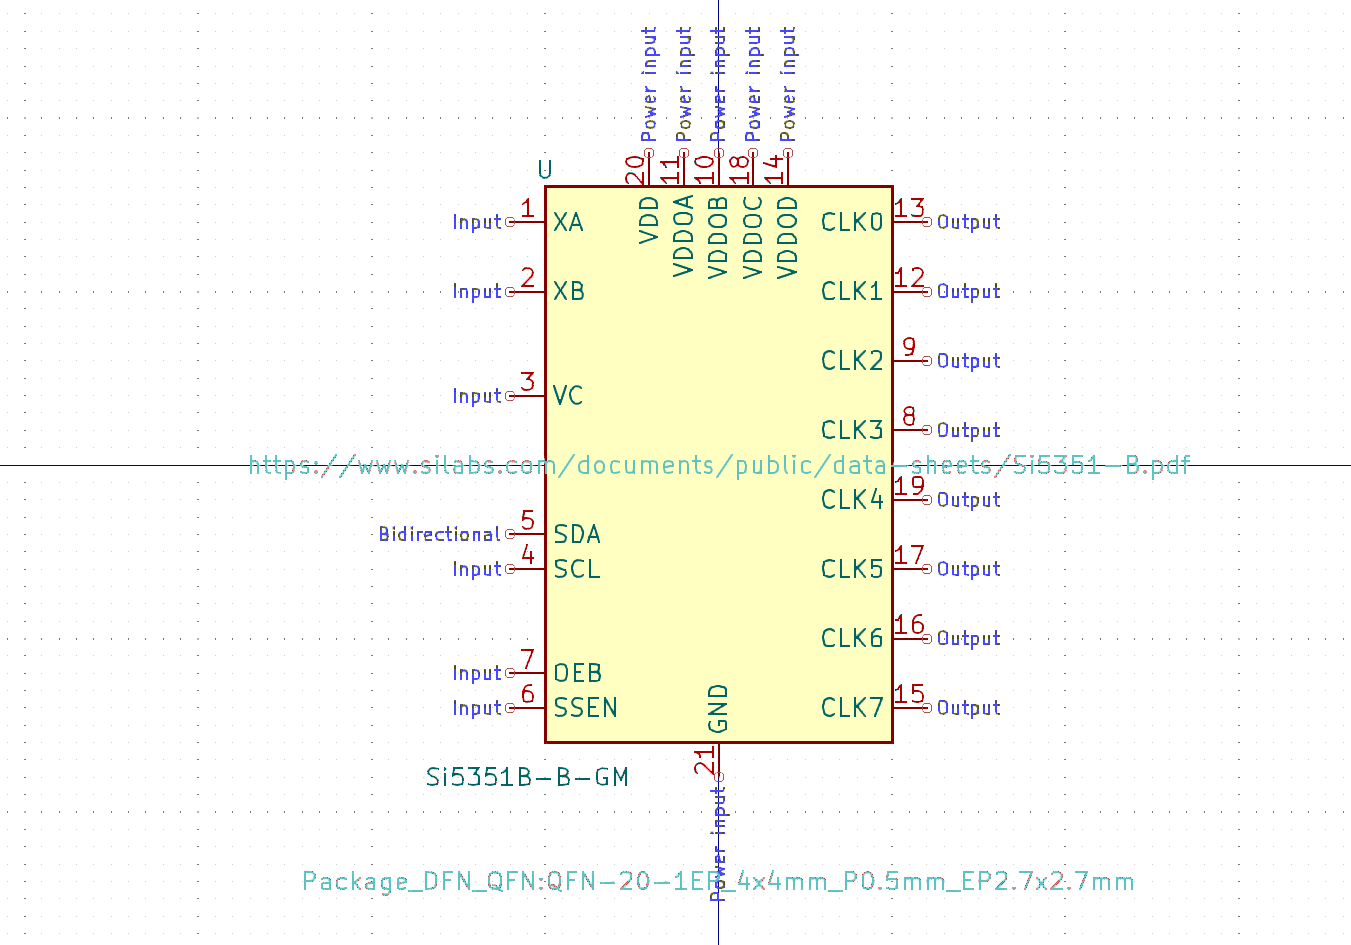 Power input Power input Power input Power input Power input
U
20 11 10 18 14
Input 1 XA VDD VDDOA VDDOB VDDOC VDDOD CLK0 13 Output
Input 2 XB CLK1 12 Output
CLK2 9 Output
Input 3 VC
CLK3 8 Output
https://www.silabs.com/documents/public/data-sheets/Si5351-B.pdf
CLK4 19 Output
Bidirectional 5 SDA
Input 4 SCL CLK5 17 Output
CLK6 16 Output
Input 7 OEB
Input 6 SSEN GND CLK7 15 Output
21
Si5351B-B-GM
Power input
Package_DFN_QFN:QFN-20-1EP_4x4mm_P0.5mm_EP2.7x2.7mm